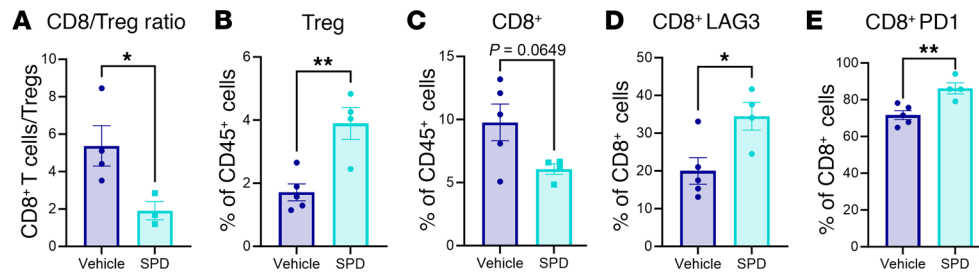 A CD8/Treg ratio
CD8⁺ T cells/Tregs
10
8
6
4
2
0
*
Vehicle SPD
B Treg
% of CD45⁺ cells
6
4
2
0
**
Vehicle SPD
C CD8⁺
% of CD45⁺ cells
15
10
5
0
P = 0.0649
Vehicle SPD
D CD8⁺ LAG3
% of CD8⁺ cells
50
40
30
20
10
0
*
Vehicle SPD
E CD8⁺ PD1
% of CD8⁺ cells
100
80
60
40
20
0
**
Vehicle SPD